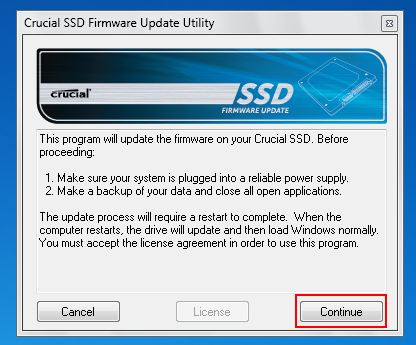 Crucial SSD Firmware Update Utility
crucial
SSD
FIRMWARE UPDATE
This program will update the firmware on your Crucial SSD. Before
proceeding:
1. Make sure your system is plugged into a reliable power supply.
2. Make a backup of your data and close all open applications.
The update process will require a restart to complete. When the
computer restarts, the drive will update and then load Windows normally.
You must accept the license agreement in order to use this program.
Cancel
License
Continue